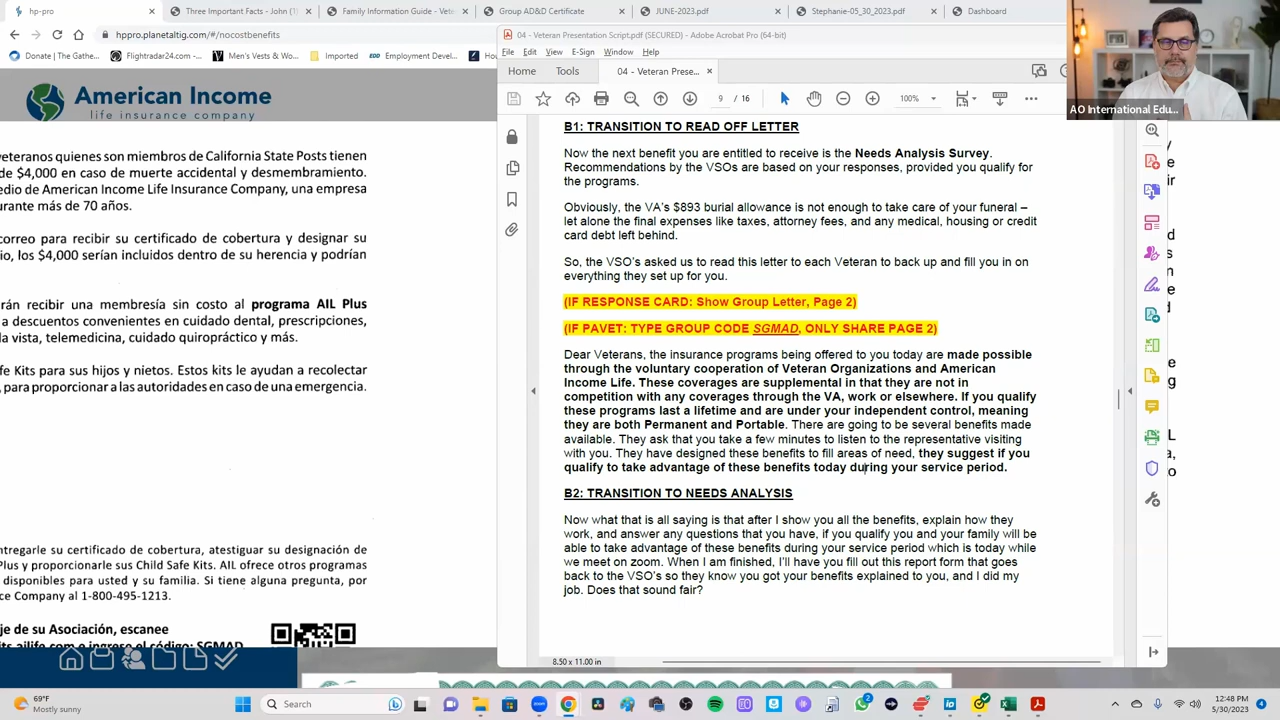 hp-pro
Three Important Facts - John (1)
Family Information Guide - Vete
Group AD&D Certificate
JUNE-2023.pdf
Stephanie-05_30_2023.pdf
Dashboard
hppro.planetaltig.com/#nocostbenefits
Donate | The Gathe...
Flightradar24.com -...
Men's Vests & Wo...
Imported
EDD
Employment Devel...
American Income
life insurance company
veteranos quienes son miembros de California State Posts tienen
de $4,000 en caso de muerte accidental y desmembramiento.
medio de American Income Life Insurance Company, una empresa
urante más de 70 años.
correo para recibir su certificado de cobertura y designar su
io, los $4,000 serían incluidos dentro de su herencia y podrían
rán recibir una membresía sin costo al programa AIL Plus
a descuentos convenientes en cuidado dental, prescripciones,
la vista, telemedicina, cuidado quiropráctico y más.
fe Kits para sus hijos y nietos. Estos kits le ayudan a recolectar
, para proporcionar a las autoridades en caso de una emergencia.
ntregarle su certificado de cobertura, atestiguar su designación de
Plus y proporcionarle sus Child Safe Kits. AIL ofrece otros programas
disponibles para usted y su familia. Si tiene alguna pregunta, por
ce Company al 1-800-495-1213.
je de su Asociación, escanee
04 - Veteran Presentation Script.pdf (SECURED) - Adobe Acrobat Pro (64-bit)
File Edit View E-Sign Window Help
Home Tools 04 - Veteran Prese... ×
9 / 16 100%
B1: TRANSITION TO READ OFF LETTER
Now the next benefit you are entitled to receive is the Needs Analysis Survey.
Recommendations by the VSOs are based on your responses, provided you qualify for
the programs.
Obviously, the VA's $893 burial allowance is not enough to take care of your funeral –
let alone the final expenses like taxes, attorney fees, and any medical, housing or credit
card debt left behind.
So, the VSO's asked us to read this letter to each Veteran to back up and fill you in on
everything they set up for you.
(IF RESPONSE CARD: Show Group Letter, Page 2)
(IF PAVET: TYPE GROUP CODE SGMAD, ONLY SHARE PAGE 2)
Dear Veterans, the insurance programs being offered to you today are made possible
through the voluntary cooperation of Veteran Organizations and American
Income Life. These coverages are supplemental in that they are not in
competition with any coverages through the VA, work or elsewhere. If you qualify
these programs last a lifetime and are under your independent control, meaning
they are both Permanent and Portable. There are going to be several benefits made
available. They ask that you take a few minutes to listen to the representative visiting
with you. They have designed these benefits to fill areas of need, they suggest if you
qualify to take advantage of these benefits today during your service period.
B2: TRANSITION TO NEEDS ANALYSIS
Now what that is all saying is that after I show you all the benefits, explain how they
work, and answer any questions that you have, if you qualify you and your family will be
able to take advantage of these benefits during your service period which is today while
we meet on zoom. When I am finished, I'll have you fill out this report form that goes
back to the VSO's so they know you got your benefits explained to you, and I did my
job. Does that sound fair?
8.50 x 11.00 in
AO International Edu...
69°F
Mostly sunny
Search
12:48 PM
5/30/2023